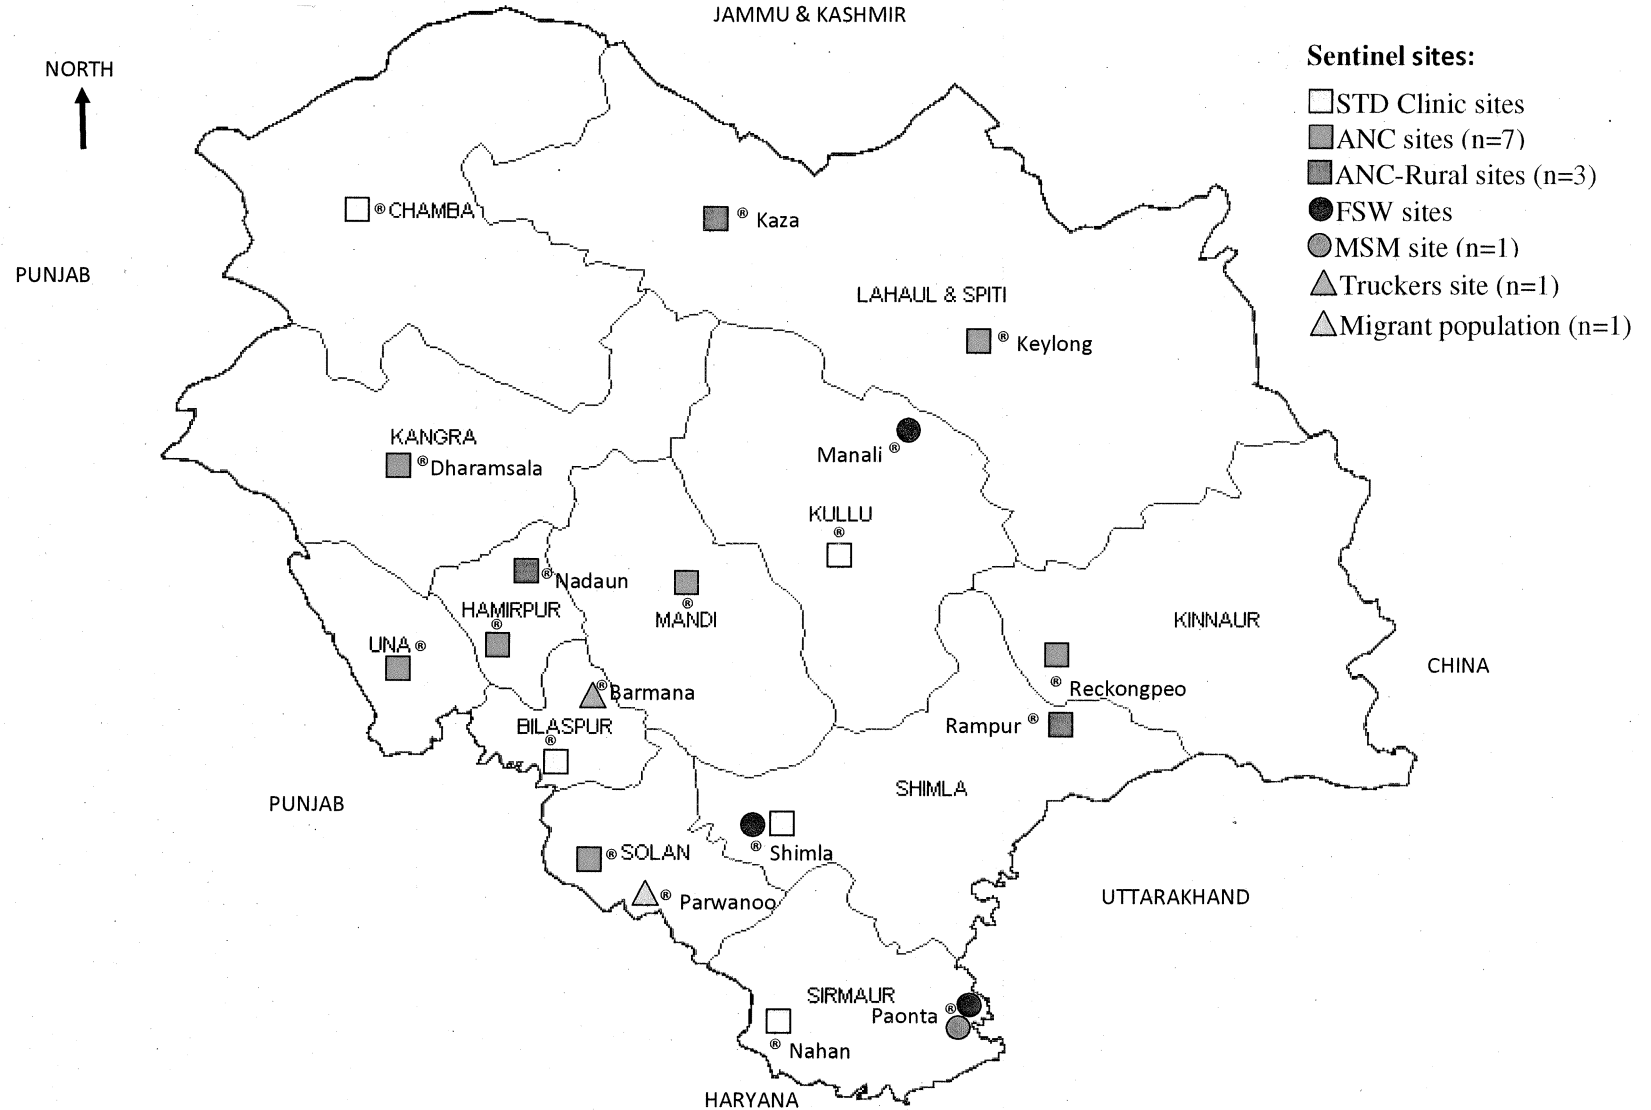 JAMMU & KASHMIR
NORTH
Sentinel sites:
STD Clinic sites
ANC sites (n=7)
ANC-Rural sites (n=3)
FSW sites
MSM site (n=1)
Truckers site (n=1)
Migrant population (n=1)
® CHAMBA
® Kaza
PUNJAB
LAHAUL & SPITI
® Keylong
KANGRA
® Dharamsala
Manali ®
KULLU
®
® Nadaun
HAMIRPUR
®
®
MANDI
UNA ®
KINNAUR
CHINA
®
Reckongpeo
® Barmana
BILASPUR
®
Rampur ®
SHIMLA
PUNJAB
®
Shimla
® SOLAN
® Parwanoo
UTTARAKHAND
SIRMAUR
Paonta ®
®
Nahan
HARYANA